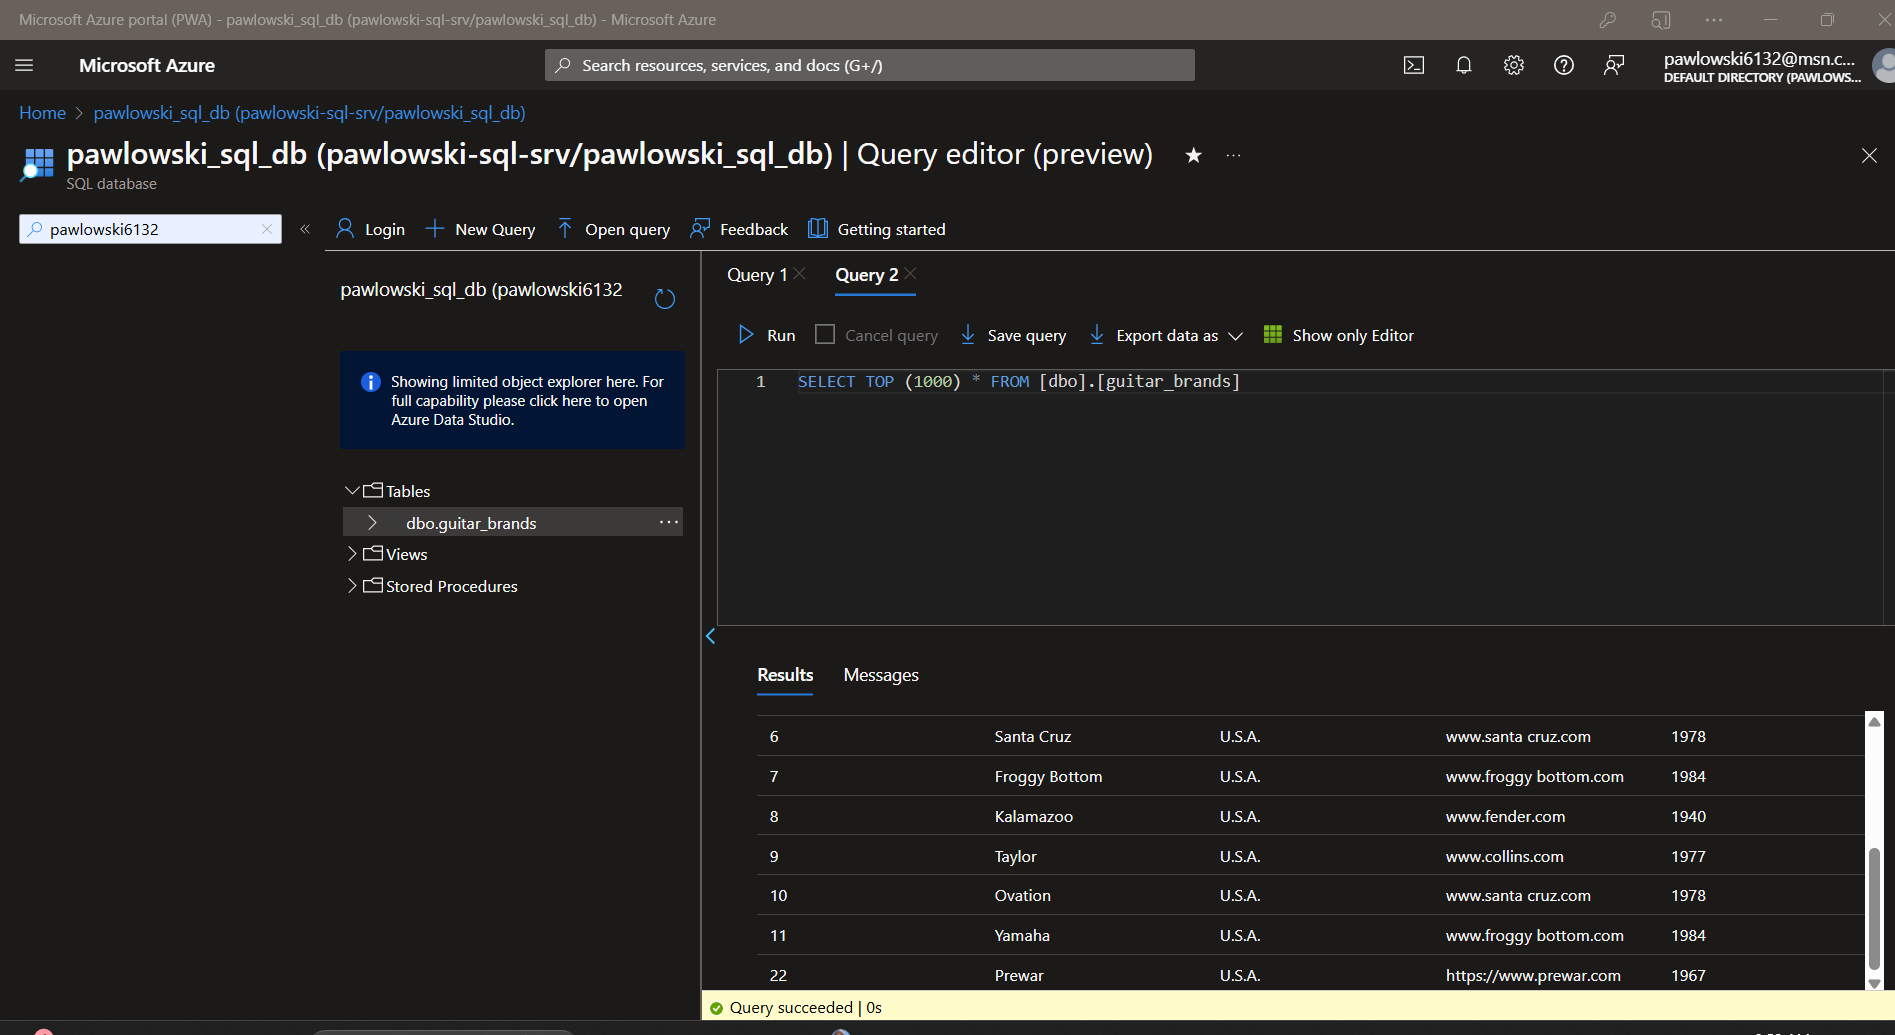 Microsoft Azure portal (PWA) - pawlowski_sql_db (pawlowski-sql-srv/pawlowski_sql_db) - Microsoft Azure
Microsoft Azure
Search resources, services, and docs (G+/)
pawlowski6132@msn.c...
DEFAULT DIRECTORY (PAWLOWS...
Home > pawlowski_sql_db (pawlowski-sql-srv/pawlowski_sql_db)
pawlowski_sql_db (pawlowski-sql-srv/pawlowski_sql_db) | Query editor (preview)
SQL database
pawlowski6132
Login New Query Open query Feedback Getting started
pawlowski_sql_db (pawlowski6132
Showing limited object explorer here. For
full capability please click here to open
Azure Data Studio.
Tables
dbo.guitar_brands
Views
Stored Procedures
Query 1 Query 2
Run Cancel query Save query Export data as Show only Editor
1 SELECT TOP (1000) * FROM [dbo].[guitar_brands]
Results Messages
6 Santa Cruz U.S.A. www.santa cruz.com 1978
7 Froggy Bottom U.S.A. www.froggy bottom.com 1984
8 Kalamazoo U.S.A. www.fender.com 1940
9 Taylor U.S.A. www.collins.com 1977
10 Ovation U.S.A. www.santa cruz.com 1978
11 Yamaha U.S.A. www.froggy bottom.com 1984
22 Prewar U.S.A. https://www.prewar.com 1967
Query succeeded | 0s